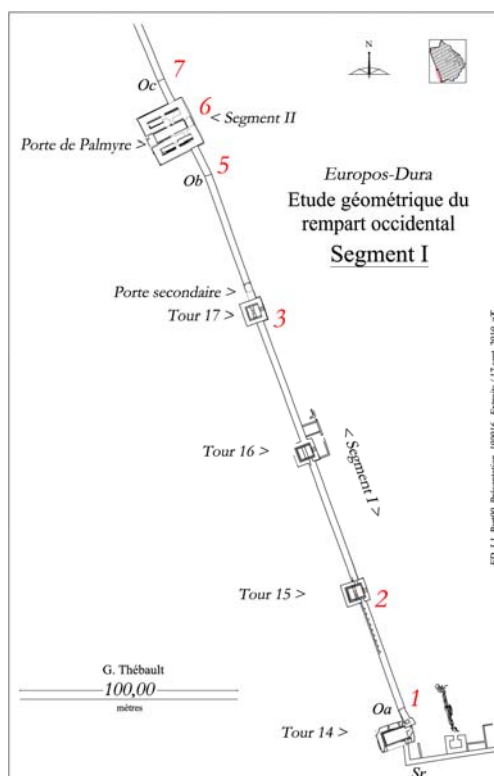 N
7
Oc
6
< Segment II
Porte de Palmyre >
5
Ob
Europos-Dura
Etude géométrique du
rempart occidental
Segment I
Porte secondaire >
Tour 17 >
3
Tour 16 >
< Segment I >
Tour 15 >
2
G. Thébault
100,00
mètres
1
Oa
Tour 14 >
Sr